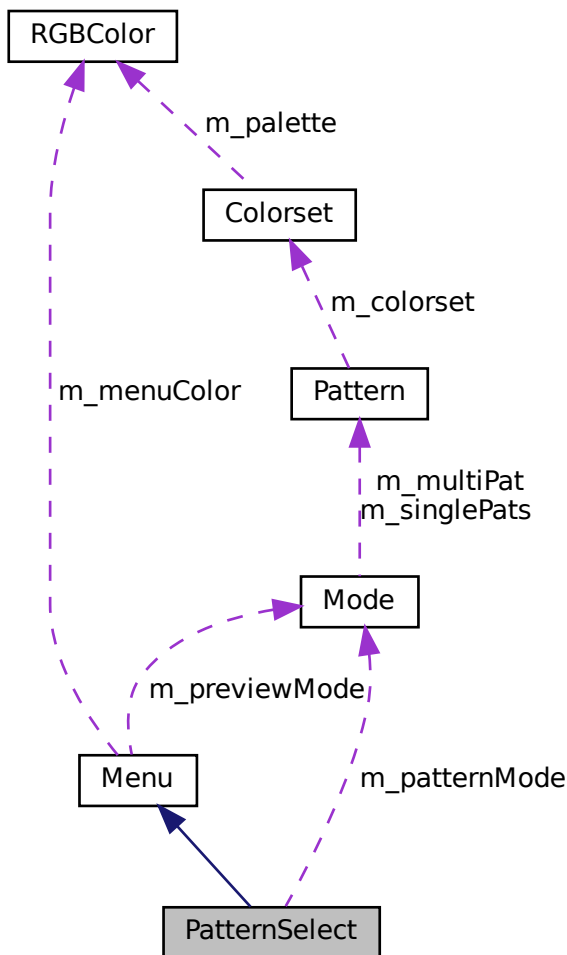 RGBColor
m_palette
Colorset
m_colorset
m_menuColor
Pattern
m_multiPat
m_singlePats
Mode
m_previewMode
Menu
m_patternMode
PatternSelect